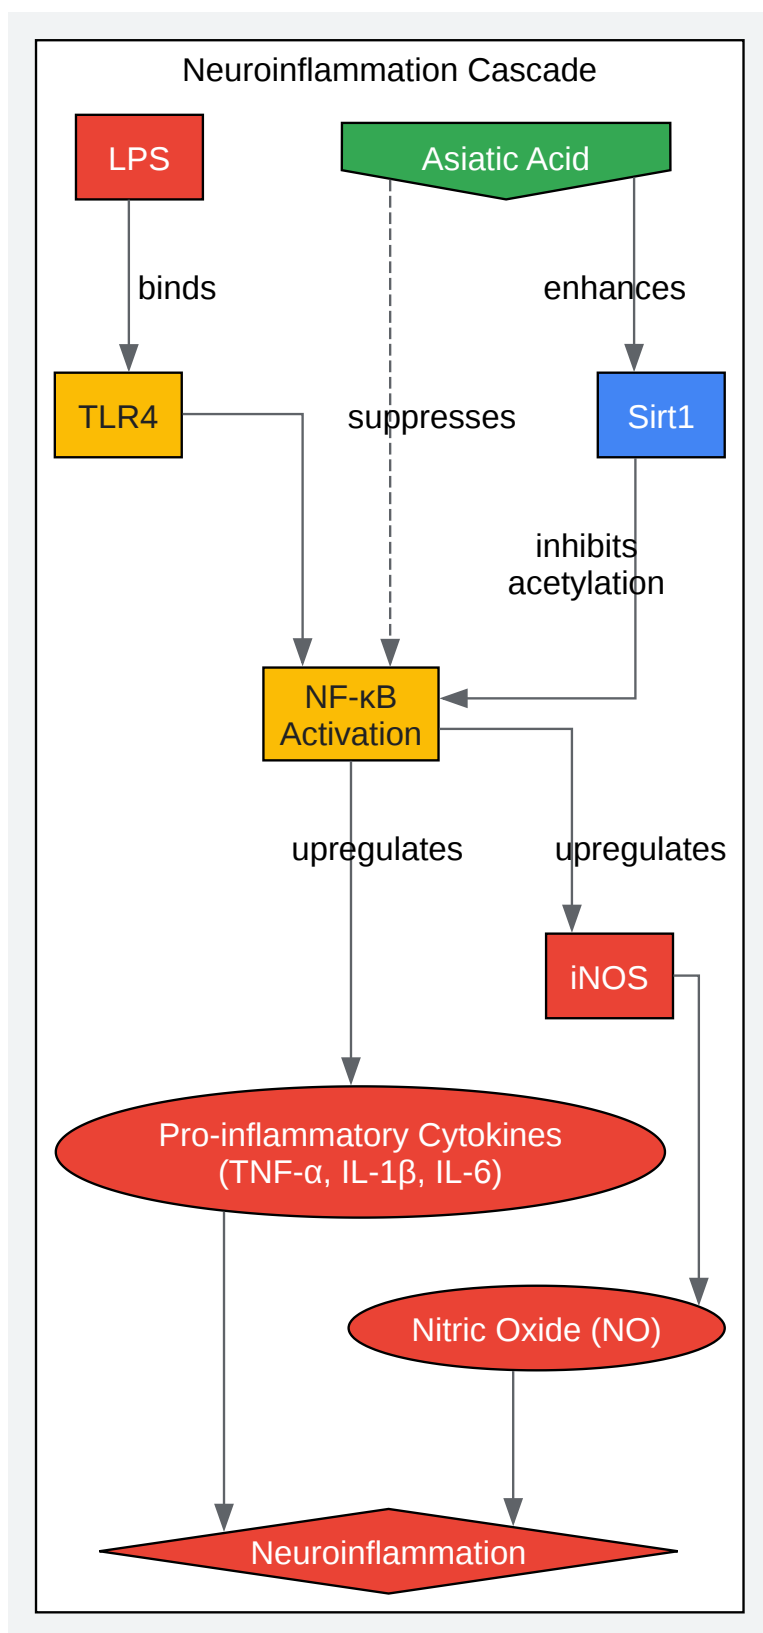 Neuroinflammation Cascade
LPS
Asiatic Acid
binds
enhances
TLR4
suppresses
Sirt1
inhibits
acetylation
NF-κB
Activation
upregulates
upregulates
iNOS
Pro-inflammatory Cytokines
(TNF-α, IL-1β, IL-6)
Nitric Oxide (NO)
Neuroinflammation